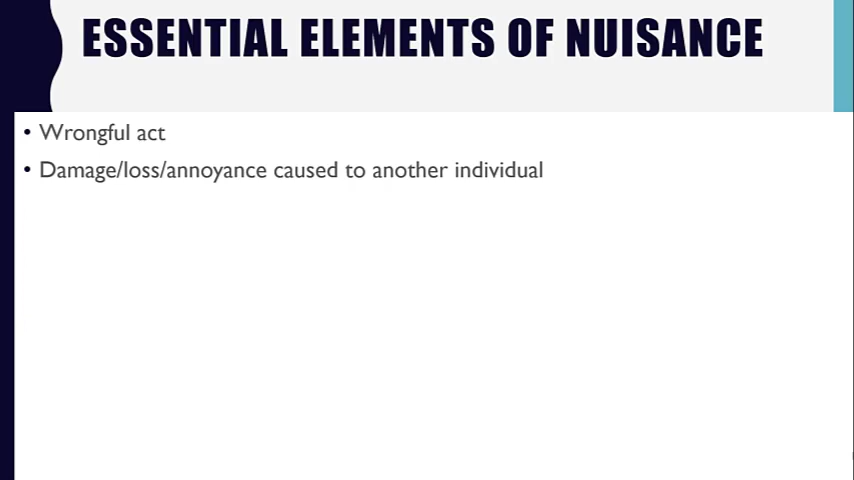 ESSENTIAL ELEMENTS OF NUISANCE
• Wrongful act
• Damage/loss/annoyance caused to another individual